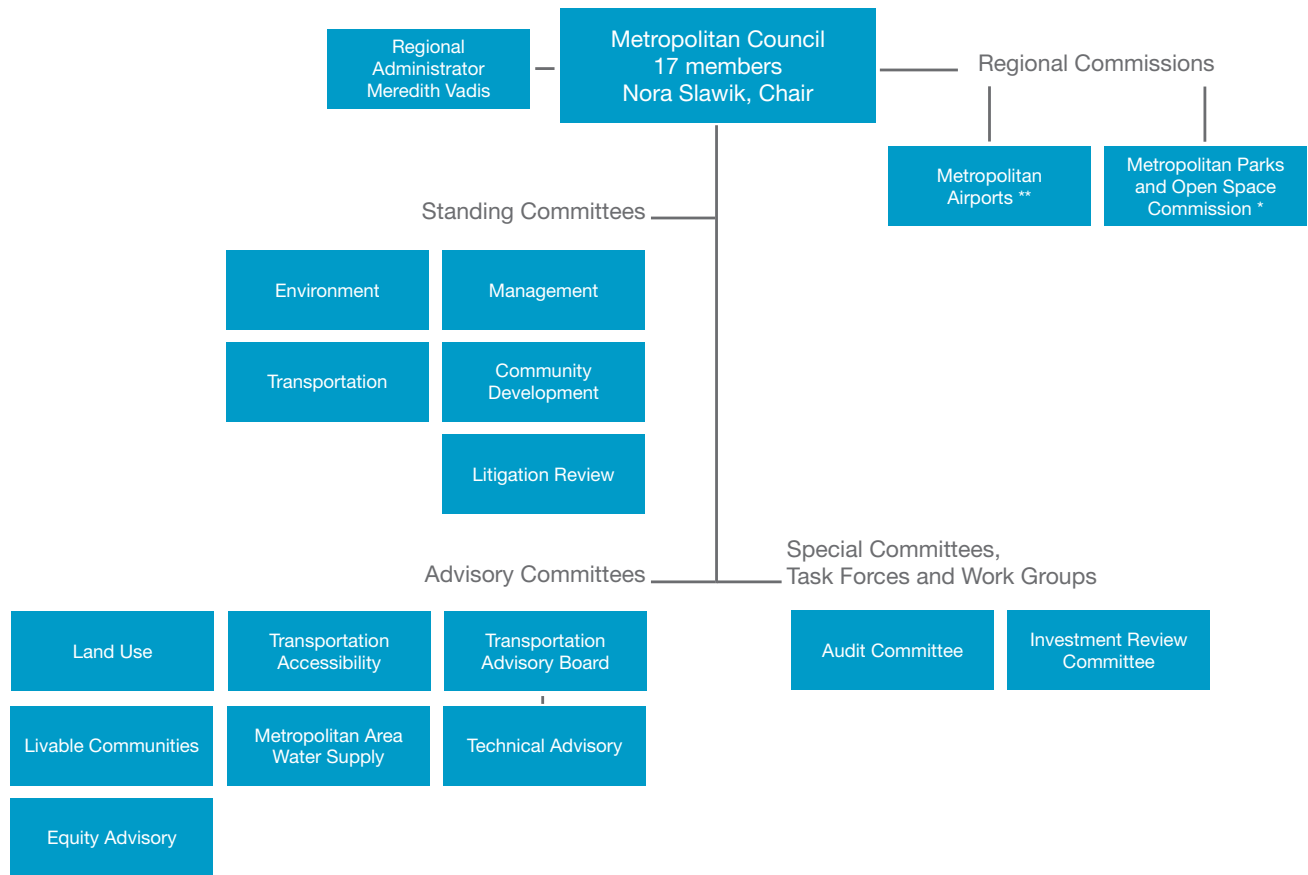 Regional
Administrator
Meredith Vadis
Metropolitan Council
17 members
Nora Slawik, Chair
Regional Commissions
Metropolitan
Airports **
Metropolitan Parks
and Open Space
Commission *
Standing Committees
Environment
Management
Transportation
Community
Development
Litigation Review
Advisory Committees
Special Committees,
Task Forces and Work Groups
Land Use
Transportation
Accessibility
Transportation
Advisory Board
Audit Committee
Investment Review
Committee
Livable Communities
Metropolitan Area
Water Supply
Technical Advisory
Equity Advisory